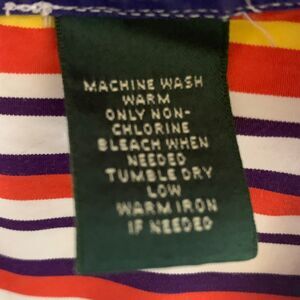 MACHINE WASH
WARM
ONLY NON-
CHLORINE
BLEACH WHEN
NEEDED
TUMBLE DRY
LOW
WARM IRON
IF NEEDED